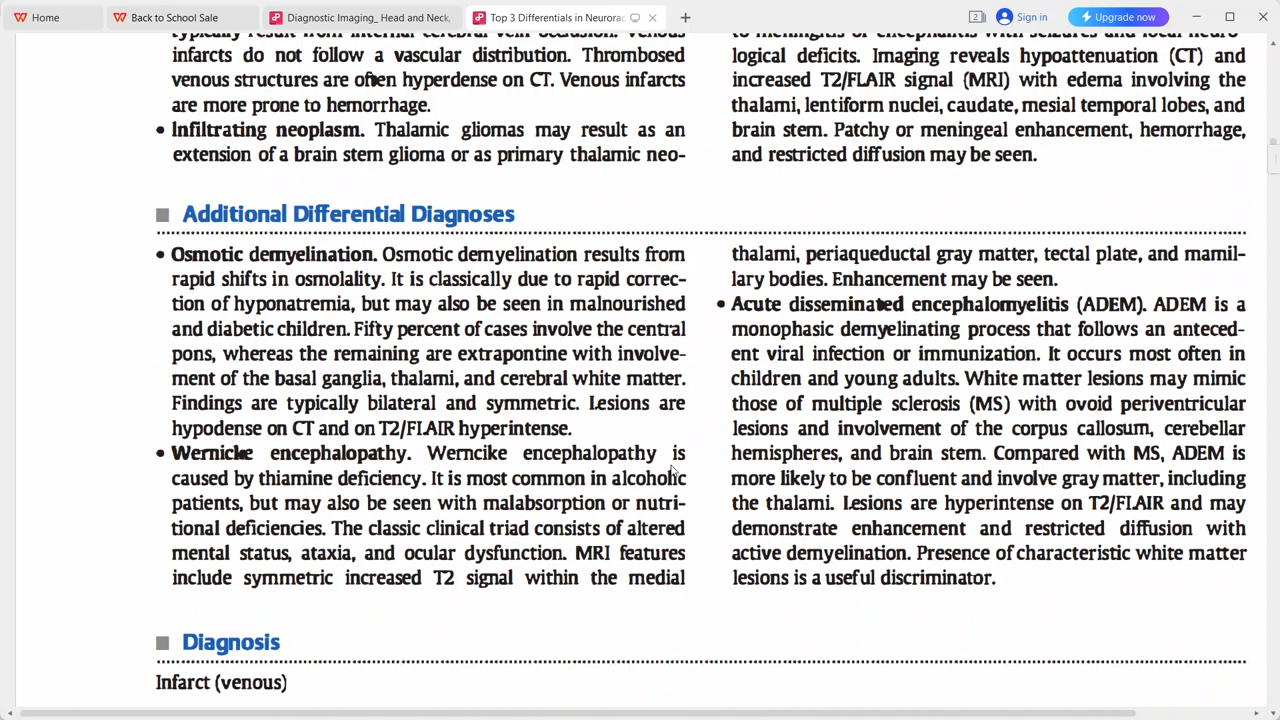 Home
Back to School Sale
Diagnostic Imaging_ Head and Neck,
Top 3 Differentials in Neurorac
2
Sign in
Upgrade now
infarcts do not follow a vascular distribution. Thrombosed
venous structures are often hyperdense on CT. Venous infarcts
are more prone to hemorrhage.
• Infiltrating neoplasm. Thalamic gliomas may result as an
extension of a brain stem glioma or as primary thalamic neo-
logical deficits. Imaging reveals hypoattenuation (CT) and
increased T2/FLAIR signal (MRI) with edema involving the
thalami, lentiform nuclei, caudate, mesial temporal lobes, and
brain stem. Patchy or meningeal enhancement, hemorrhage,
and restricted diffusion may be seen.
Additional Differential Diagnoses
• Osmotic demyelination. Osmotic demyelination results from
rapid shifts in osmolality. It is classically due to rapid correc-
tion of hyponatremia, but may also be seen in malnourished
and diabetic children. Fifty percent of cases involve the central
pons, whereas the remaining are extrapontine with involve-
ment of the basal ganglia, thalami, and cerebral white matter.
Findings are typically bilateral and symmetric. Lesions are
hypodense on CT and on T2/FLAIR hyperintense.
• Wernicke encephalopathy. Werncike encephalopathy is
caused by thiamine deficiency. It is most common in alcoholic
patients, but may also be seen with malabsorption or nutri-
tional deficiencies. The classic clinical triad consists of altered
mental status, ataxia, and ocular dysfunction. MRI features
include symmetric increased T2 signal within the medial
thalami, periaqueductal gray matter, tectal plate, and mamil-
lary bodies. Enhancement may be seen.
• Acute disseminated encephalomyelitis (ADEM). ADEM is a
monophasic demyelinating process that follows an anteced-
ent viral infection or immunization. It occurs most often in
children and young adults. White matter lesions may mimic
those of multiple sclerosis (MS) with ovoid periventricular
lesions and involvement of the corpus callosum, cerebellar
hemispheres, and brain stem. Compared with MS, ADEM is
more likely to be confluent and involve gray matter, including
the thalami. Lesions are hyperintense on T2/FLAIR and may
demonstrate enhancement and restricted diffusion with
active demyelination. Presence of characteristic white matter
lesions is a useful discriminator.
Diagnosis
Infarct (venous)